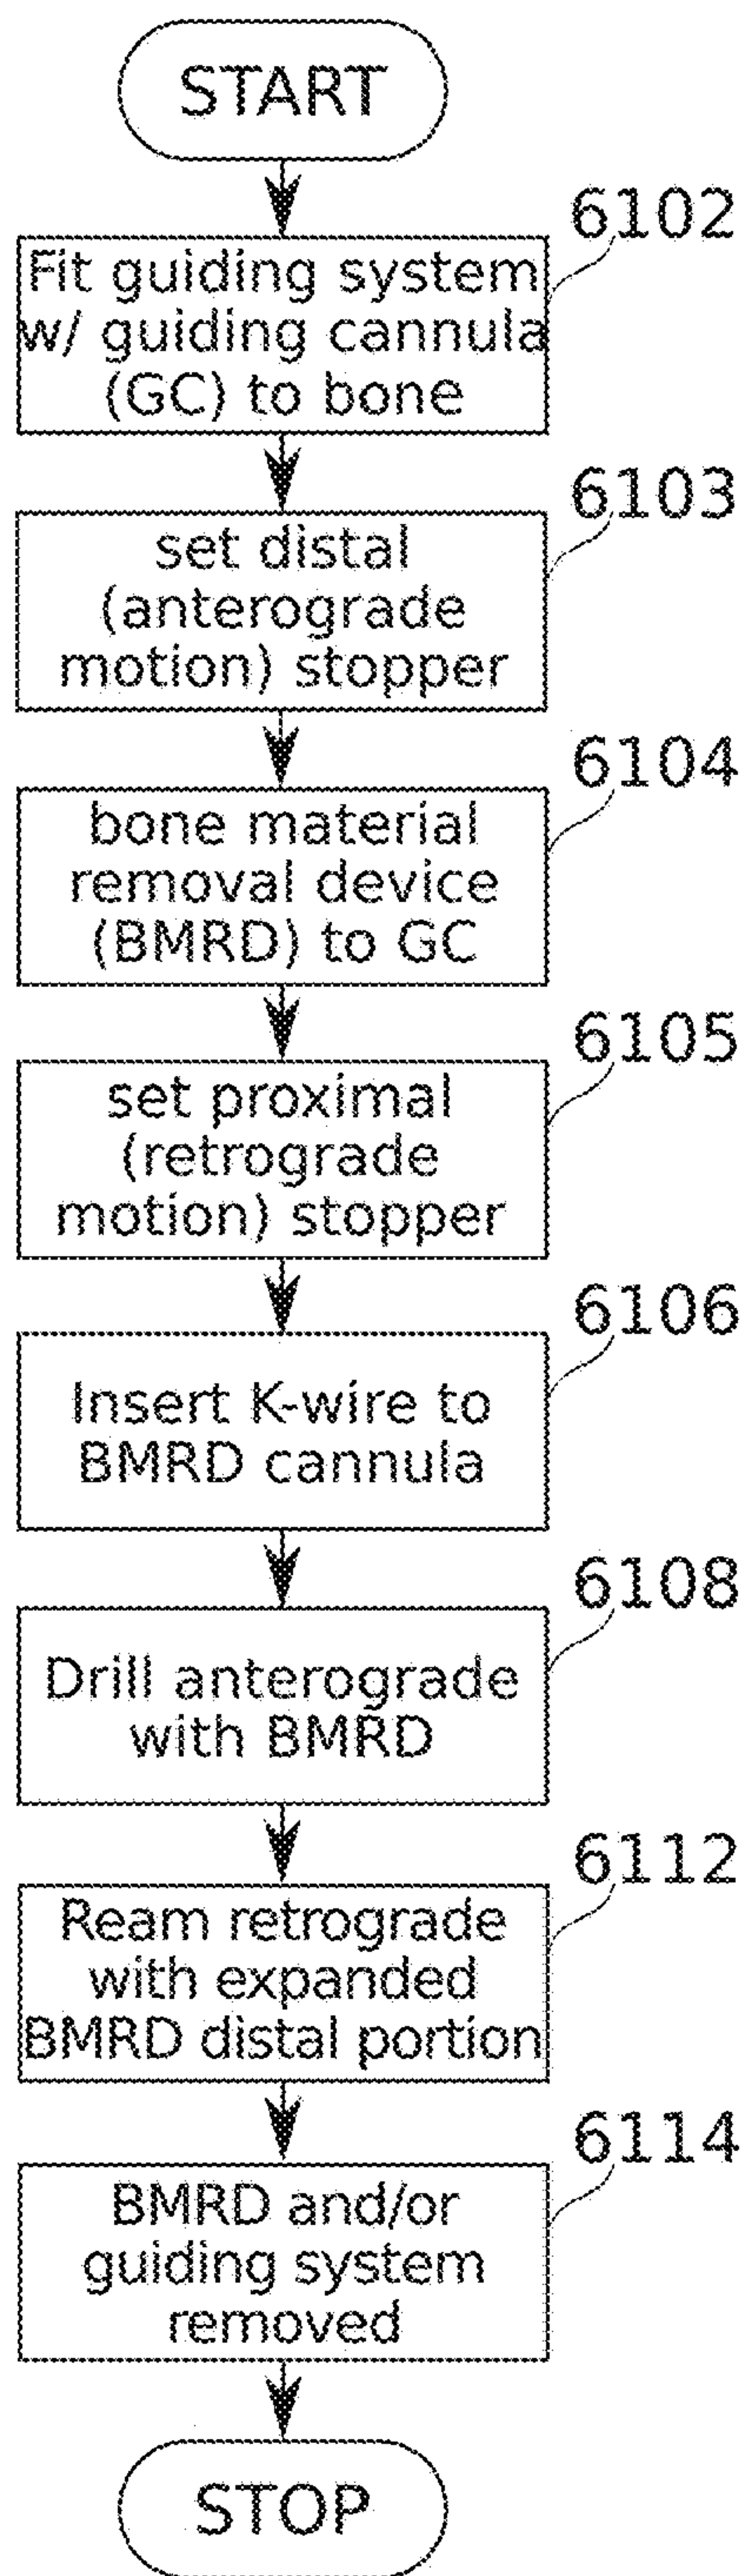 START
6102
Fit guiding system
w/ guiding cannula
(GC) to bone
6103
set distal
(anterograde
motion) stopper
6104
bone material
removal device
(BMRD) to GC
6105
set proximal
(retrograde
motion) stopper
6106
Insert K-wire to
BMRD cannula
6108
Drill anterograde
with BMRD
6112
Ream retrograde
with expanded
BMRD distal portion
6114
BMRD and/or
guiding system
removed
STOP